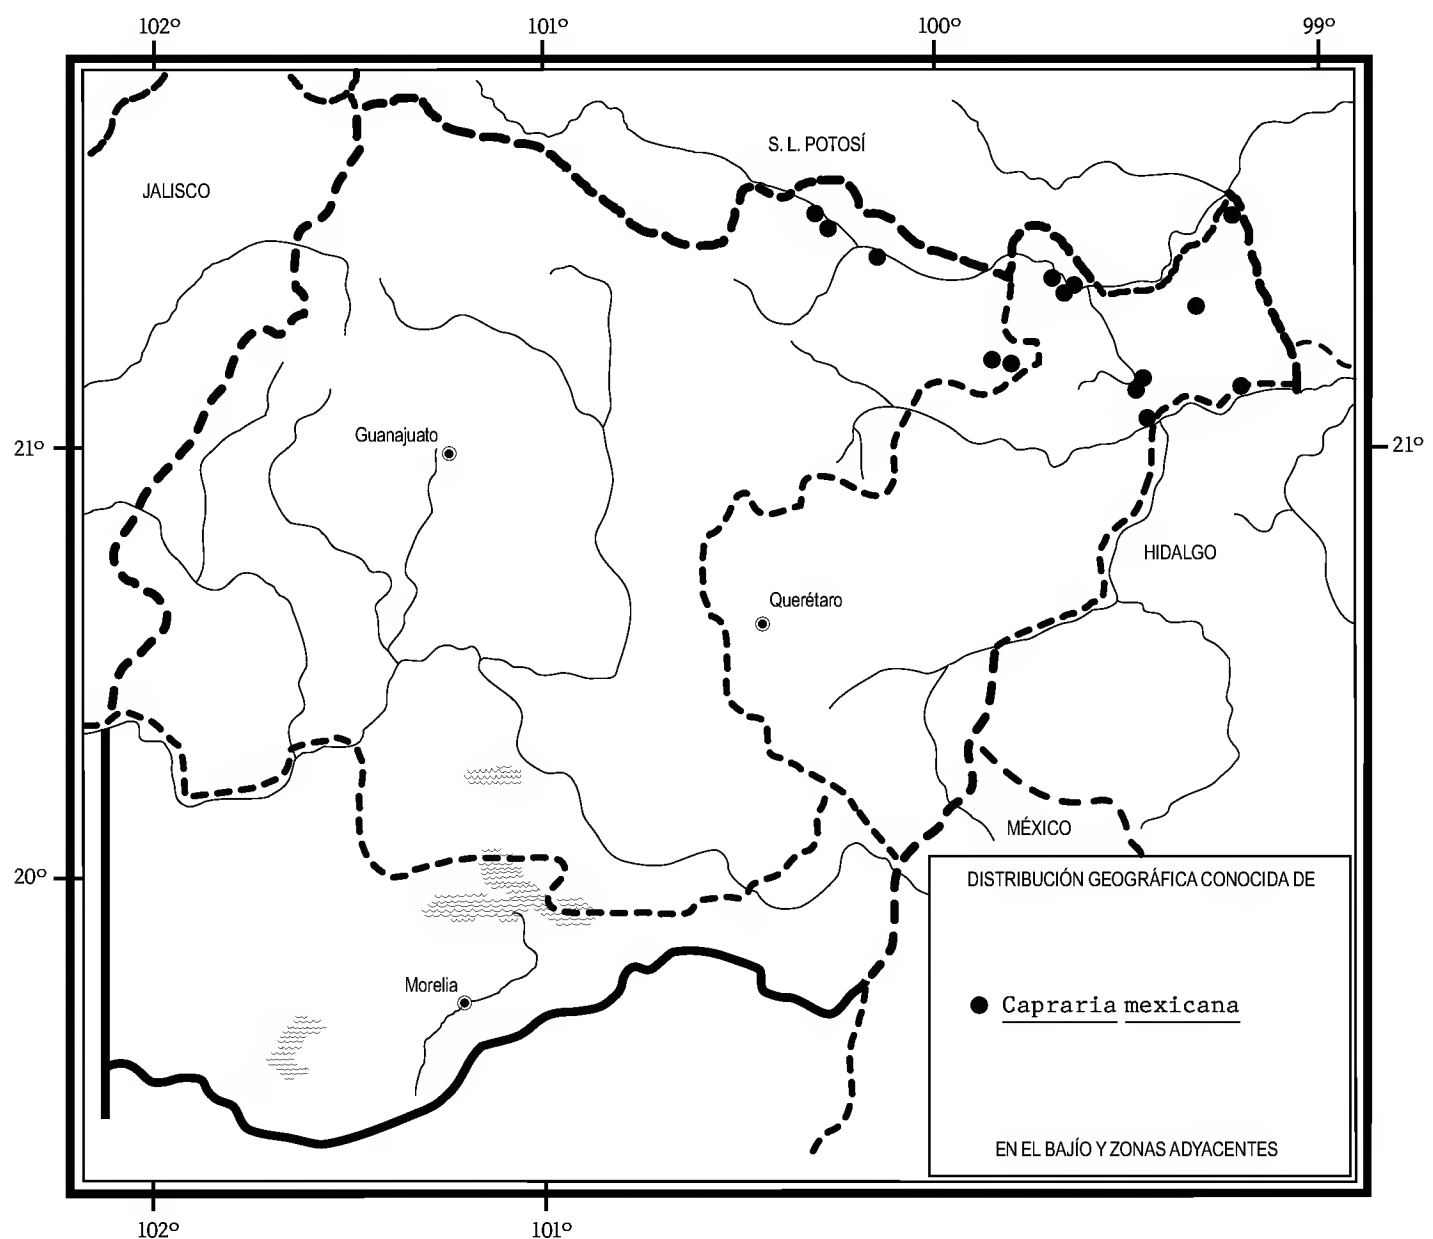 102º 101º 100º 99º
S. L. POTOSÍ
JALISCO
Guanajuato
21º 21º
HIDALGO
Querétaro
MÉXICO
20º
DISTRIBUCIÓN GEOGRÁFICA CONOCIDA DE
Morelia
Capraria mexicana
EN EL BAJÍO Y ZONAS ADYACENTES
102º 101º